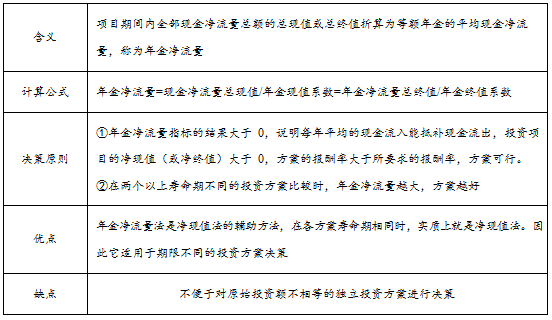 含义
项目期间内全部现金净流量总额的总现值或总终值折算为等额年金的平均现金净流
量，称为年金净流量
计算公式
年金净流量=现金净流量总现值/年金现值系数=年金净流量总终值/年金终值系数
决策原则
①年金净流量指标的结果大于 0，说明每年平均的现金流入能抵补现金流出，投资项
目的净现值（或净终值）大于 0，方案的报酬率大于所要求的报酬率，方案可行。
②在两个以上寿命期不同的投资方案比较时，年金净流量越大，方案越好
优点
年金净流量法是净现值法的辅助方法，在各方案寿命期相同时，实质上就是净现值法。因
此它适用于期限不同的投资方案决策
缺点
不便于对原始投资额不相等的独立投资方案进行决策